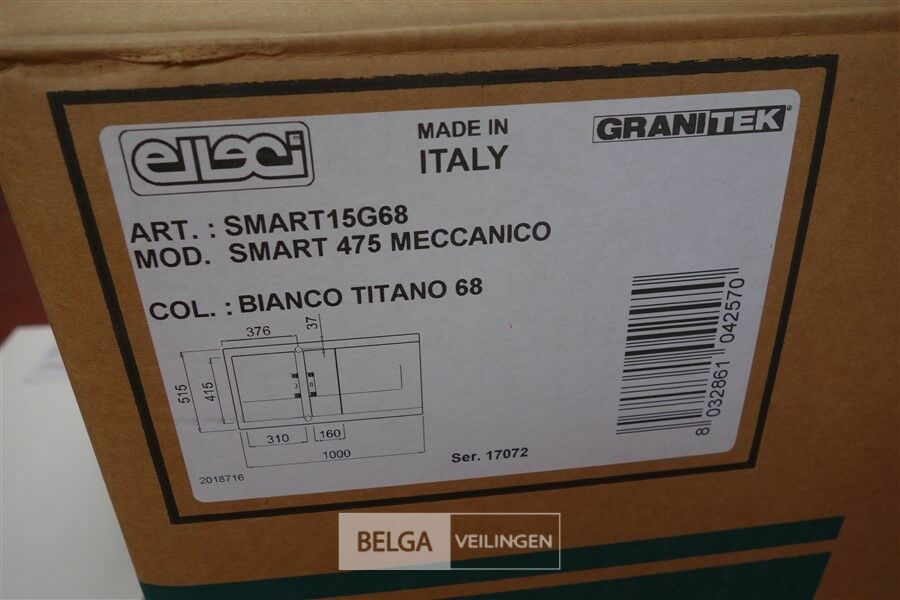 elleci
MADE IN
ITALY
GRANITEK®
ART. : SMART15G68
MOD. SMART 475 MECCANICO
COL. : BIANCO TITANO 68
376
37
515
415
310
160
1000
2018716
Ser. 17072
8 032861 042570
BELGA VEILINGEN